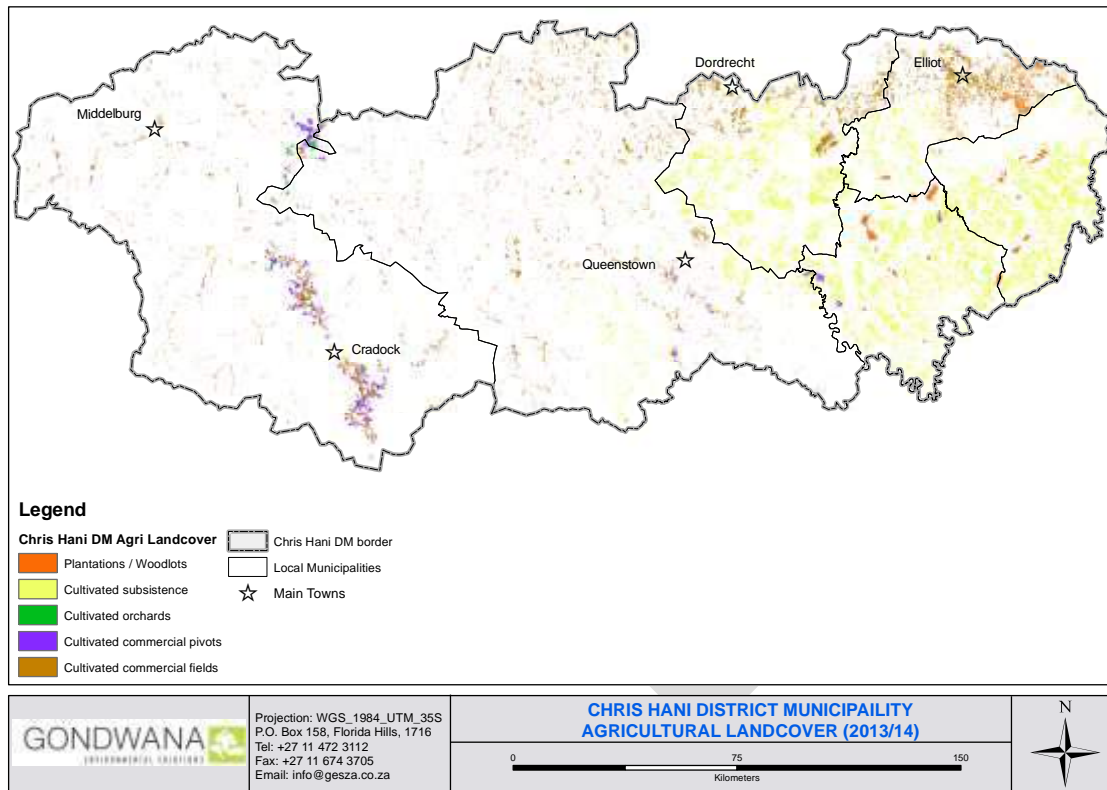 Dordrecht
Elliot
Middelburg
Queenstown
Cradock
Legend
Chris Hani DM Agri Landcover
Plantations / Woodlots
Cultivated subsistence
Cultivated orchards
Cultivated commercial pivots
Cultivated commercial fields
Chris Hani DM border
Local Municipalities
Main Towns
GONDWANA
ENVIRONMENTAL SOLUTIONS
Projection: WGS_1984_UTM_35S
P.O. Box 158, Florida Hills, 1716
Tel: +27 11 472 3112
Fax: +27 11 674 3705
Email: info@gesza.co.za
CHRIS HANI DISTRICT MUNICIPAILITY
AGRICULTURAL LANDCOVER (2013/14)
0 75 150
Kilometers
N